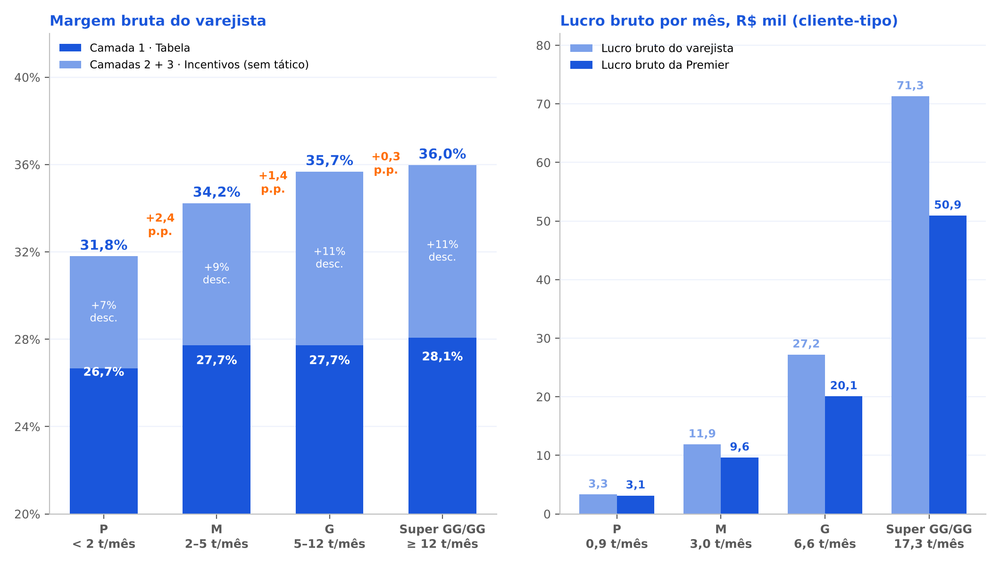 Margem bruta do varejista
Camada 1 · Tabela
Camadas 2 + 3 · Incentivos (sem tático)
40%
36%
32%
28%
24%
20%
31,8%
+7%
desc.
26,7%
+2,4
p.p.
34,2%
+9%
desc.
27,7%
+1,4
p.p.
35,7%
+11%
desc.
27,7%
+0,3
p.p.
36,0%
+11%
desc.
28,1%
P
< 2 t/mês
M
2–5 t/mês
G
5–12 t/mês
Super GG/GG
≥ 12 t/mês
Lucro bruto por mês, R$ mil (cliente-tipo)
Lucro bruto do varejista
Lucro bruto da Premier
80
70
60
50
40
30
20
10
0
3,3
3,1
11,9
9,6
27,2
20,1
71,3
50,9
P
0,9 t/mês
M
3,0 t/mês
G
6,6 t/mês
Super GG/GG
17,3 t/mês